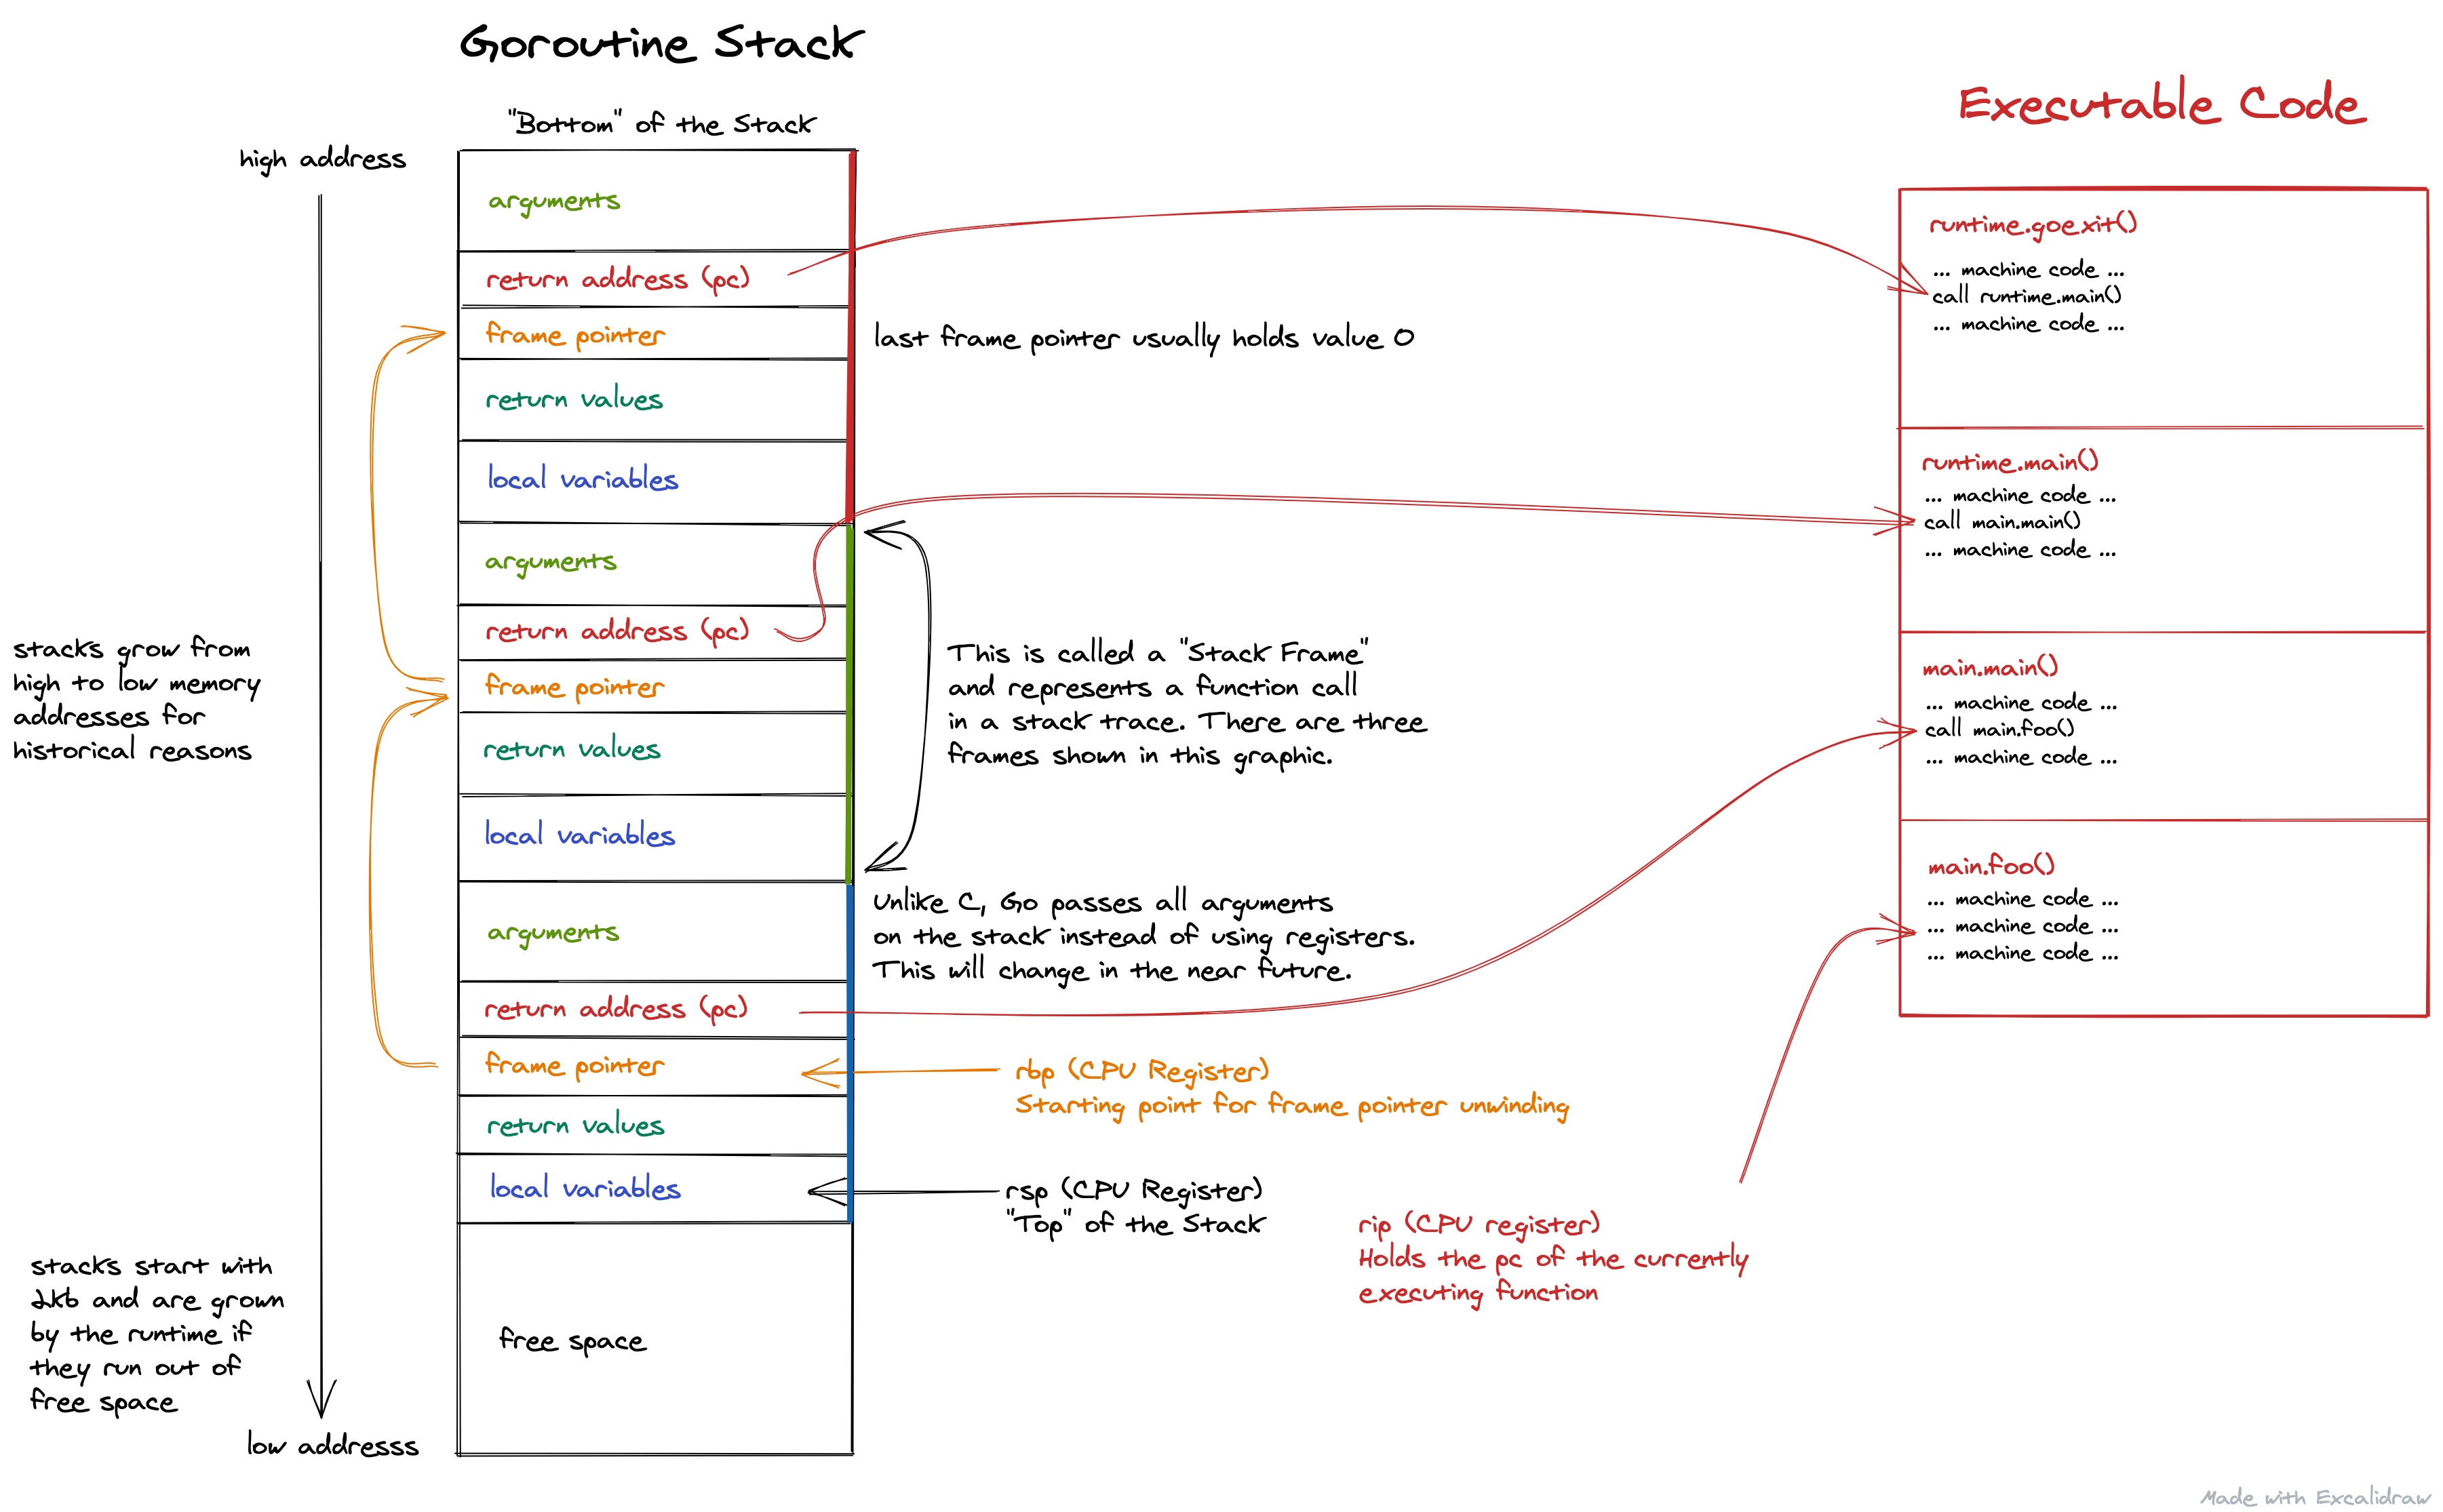 Goroutine Stack
"Bottom" of the Stack
high address
arguments
return address (pc)
frame pointer
last frame pointer usually holds value 0
return values
local variables
arguments
return address (pc)
frame pointer
return values
local variables
stacks grow from
high to low memory
addresses for
historical reasons
This is called a "Stack Frame"
and represents a function call
in a stack trace. There are three
frames shown in this graphic.
Unlike C, Go passes all arguments
on the stack instead of using registers.
This will change in the near future.
arguments
return address (pc)
frame pointer
rbp (CPU Register)
Starting point for frame pointer unwinding
return values
local variables
rsp (CPU Register)
"Top" of the Stack
rip (CPU register)
Holds the pc of the currently
executing function
stacks start with
2kb and are grown
by the runtime if
they run out of
free space
free space
low addresss
Executable Code
runtime.goexit()
... machine code ...
call runtime.main()
... machine code ...
runtime.main()
... machine code ...
call main.main()
... machine code ...
main.main()
... machine code ...
call main.foo()
... machine code ...
main.foo()
... machine code ...
... machine code ...
... machine code ...
Made with Excalidraw